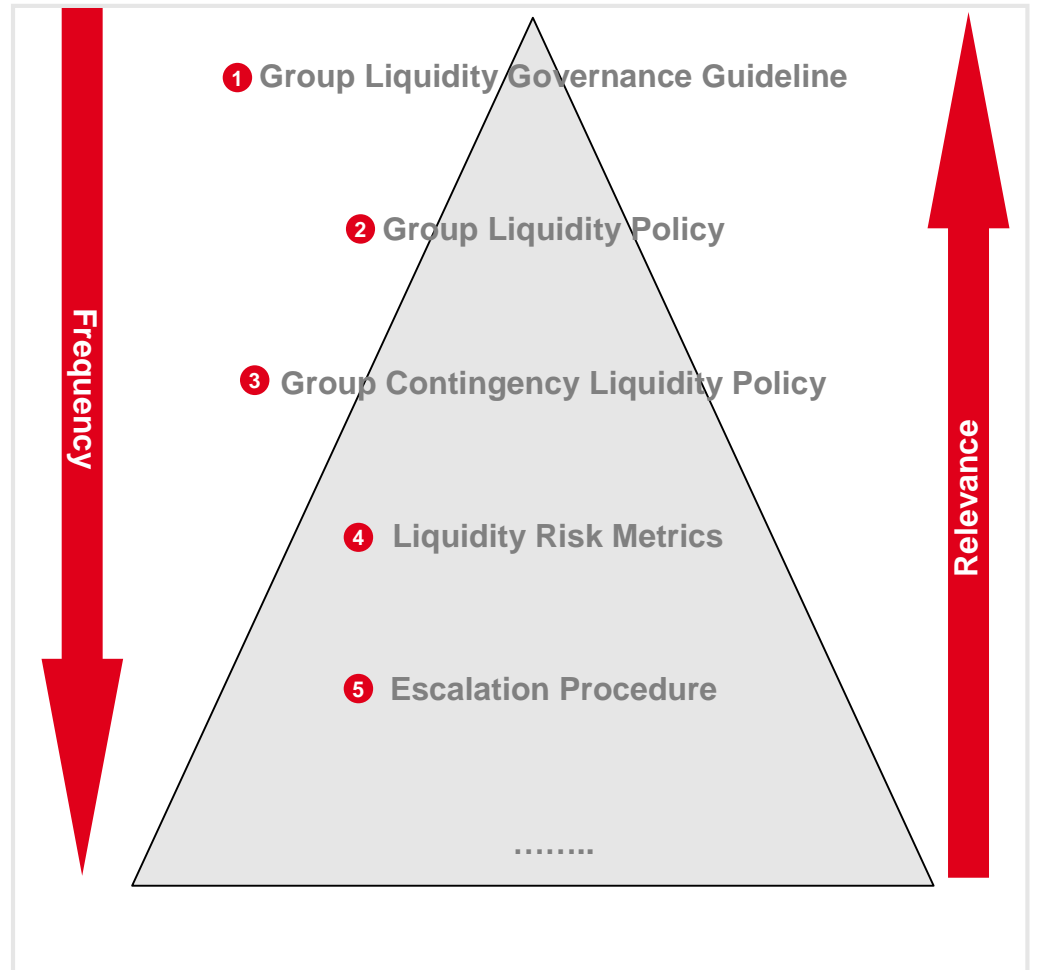 1 Group Liquidity Governance Guideline
2 Group Liquidity Policy
Frequency
3 Group Contingency Liquidity Policy
Relevance
4 Liquidity Risk Metrics
5 Escalation Procedure
……..